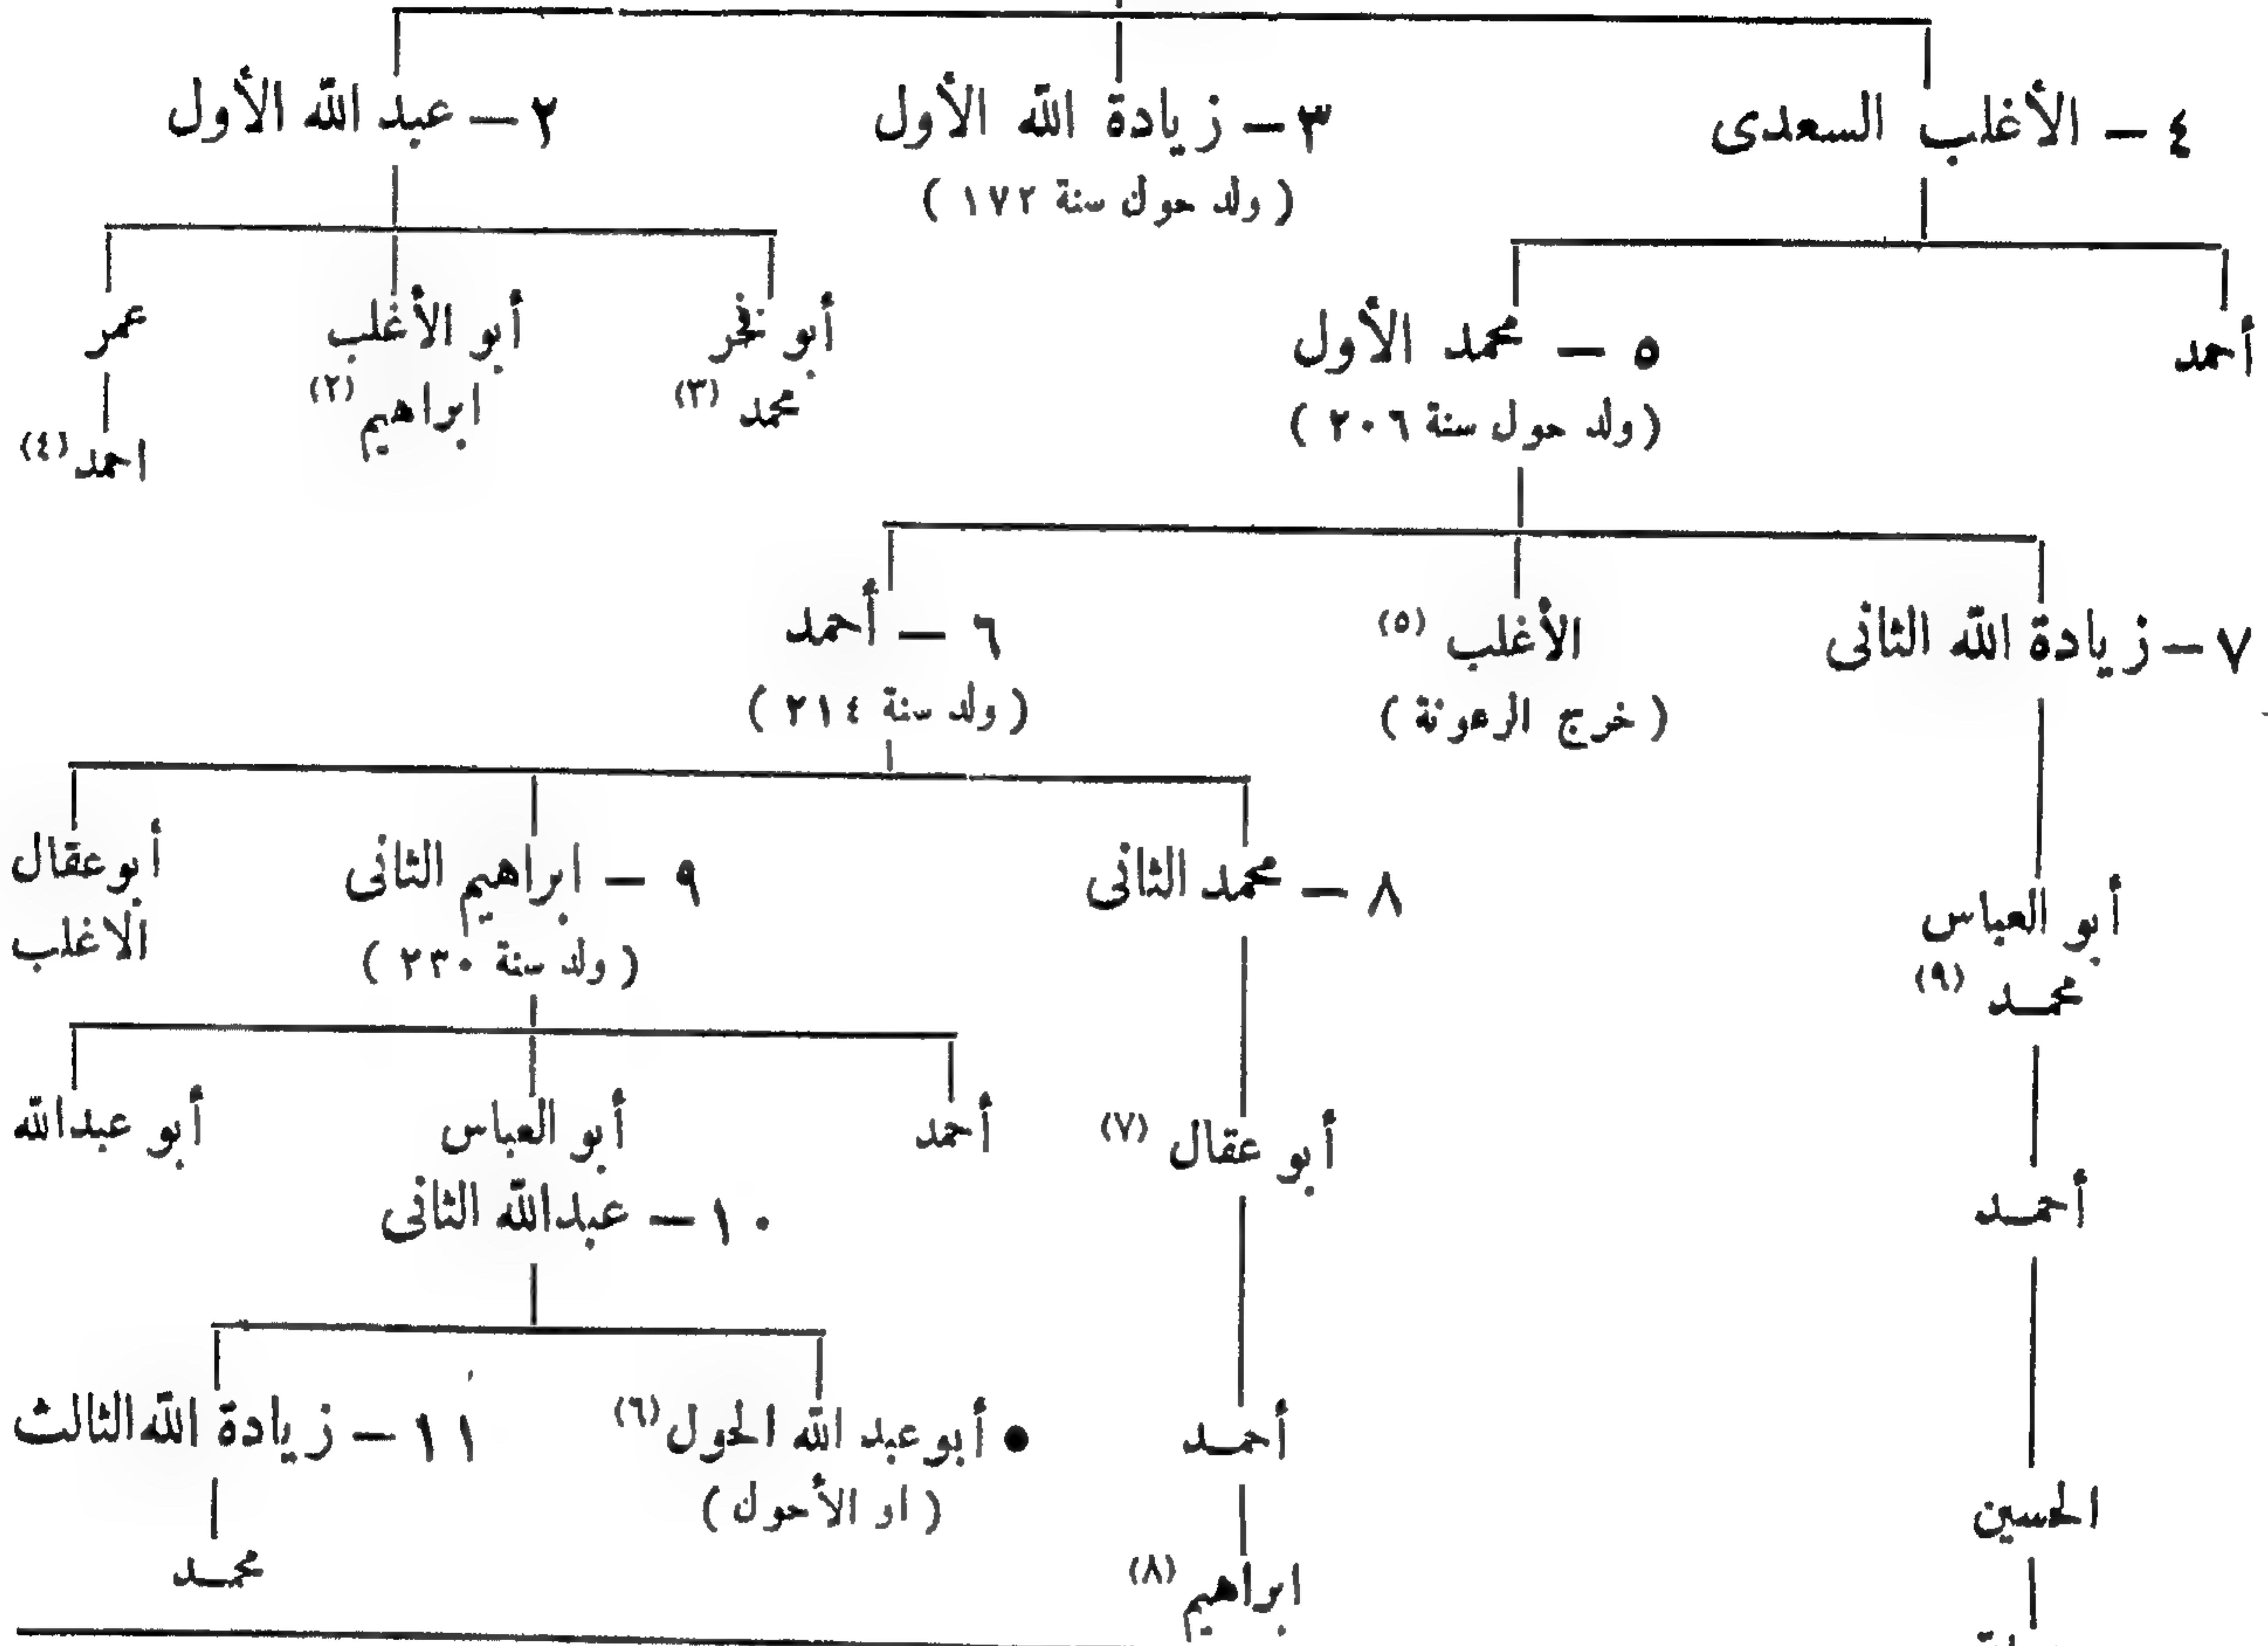 ٤ — الأغلب السعدى
٣ — زيادة الله الأول
٢ — عبد الله الأول
( ولد حول سنة ١٧٢ )
أحمد
٥ — محمد الأول
( ولد حول سنة ٢٠٦ )
أبو فخر
محمد (٣)
أبو الأغلب
ابراهيم (٢)
عمر
احمد (٤)
٧ — زيادة الله الثانى
الأغلب (٥)
( خرج الرعونة )
٦ — أحمد
( ولد سنة ٢١٤ )
أبو العباس
محمد (٩)
٨ — محمد الثانى
٩ — ابراهيم الثانى
( ولد سنة ٢٣٠ )
أبو عقال
الاغلب
أحمد
أبو عقال (٧)
أحمد
أبو العباس
١٠ — عبدالله الثانى
أبو عبدالله
الحسين
أحمد
ابراهيم (٨)
● أبو عبد الله الحول (٦)
( او الأحول )
١١ — زيادة الله الثالث
محمد